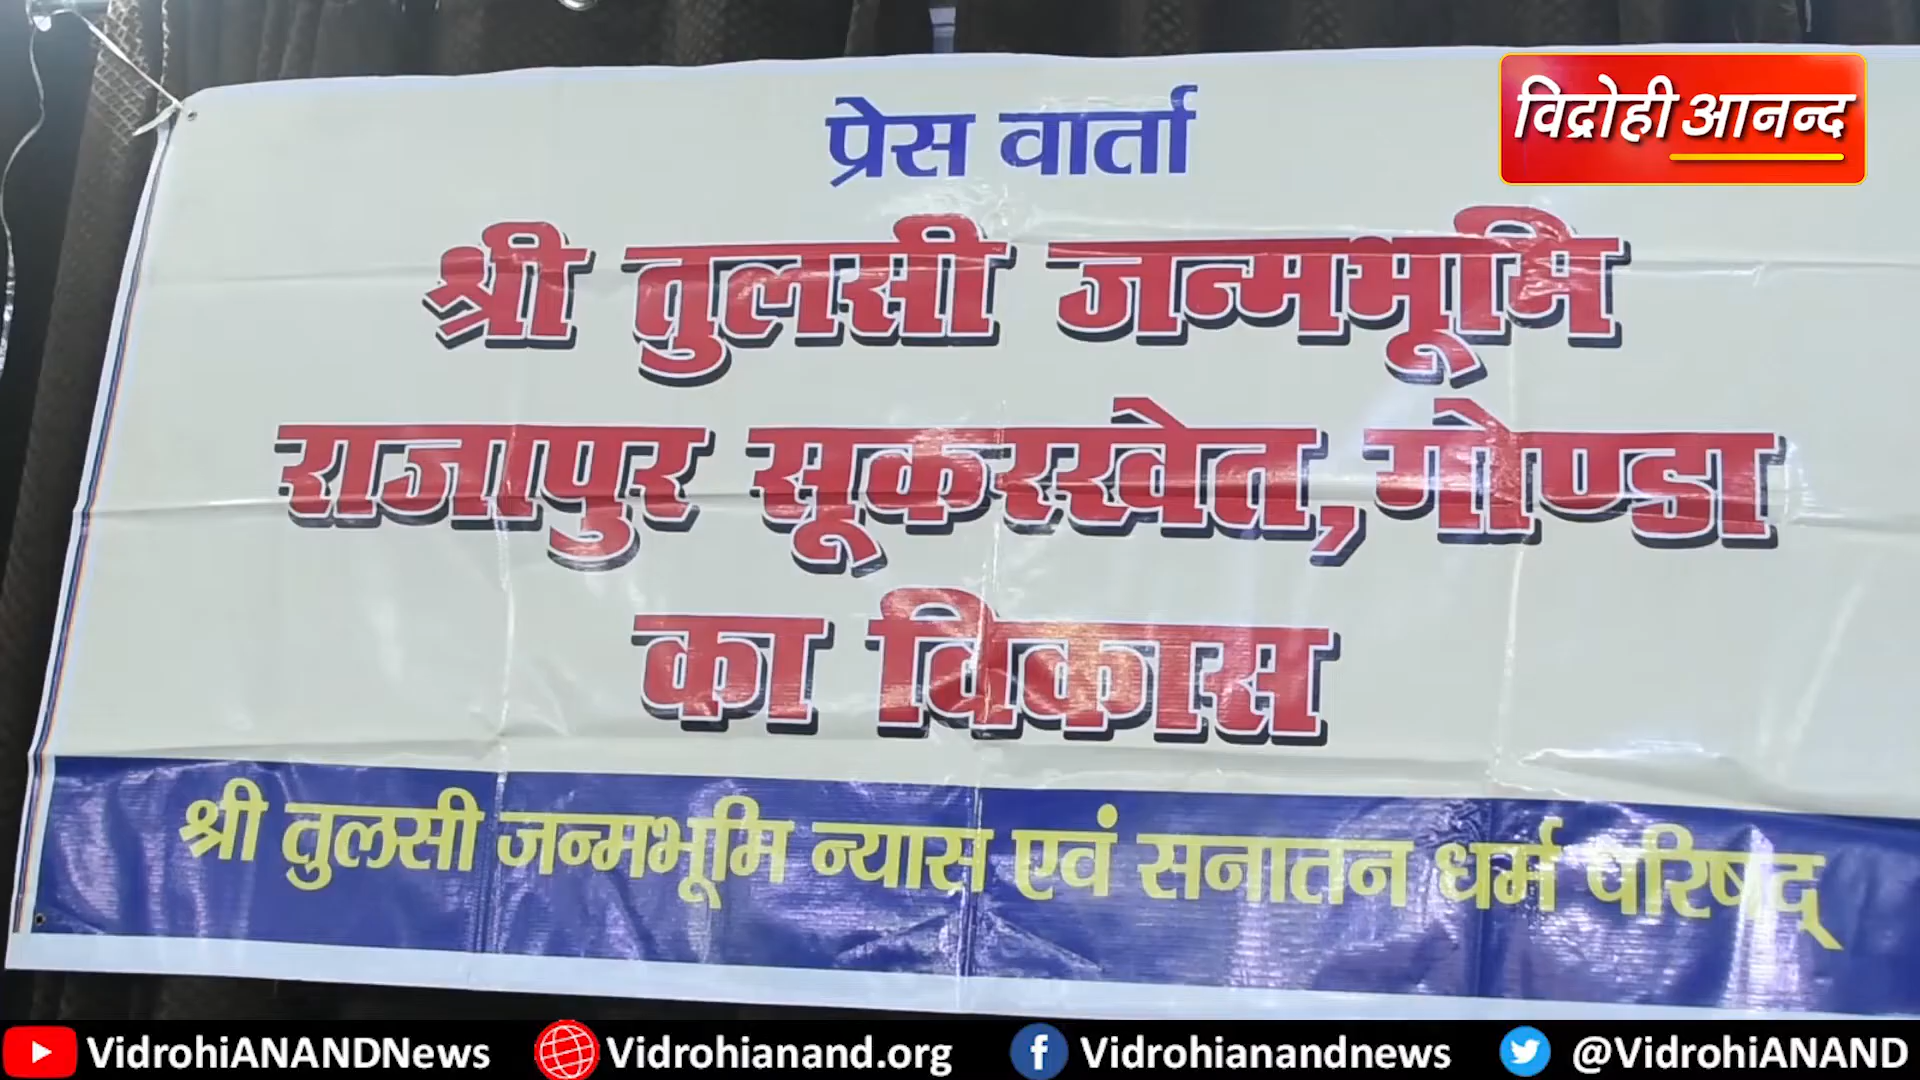 प्रेस वार्ता
विद्रोही आनन्द
श्री तुलसी जन्मभूमि
राजापुर सूकरखेत,गोण्डा
का विकास
श्री तुलसी जन्मभूमि न्यास एवं सनातन धर्म परिषद्
VidrohiANANDNews Vidrohianand.org Vidrohianandnews @VidrohiANAND